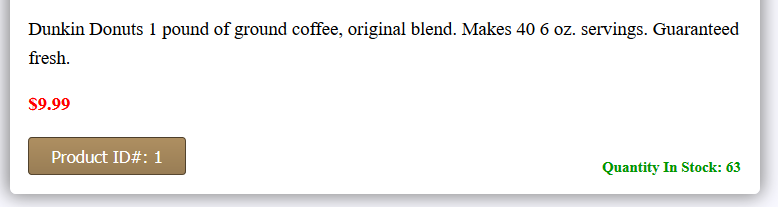 Dunkin Donuts 1 pound of ground coffee, original blend. Makes 40 6 oz. servings. Guaranteed
fresh.
$9.99
Product ID#: 1
Quantity In Stock: 63